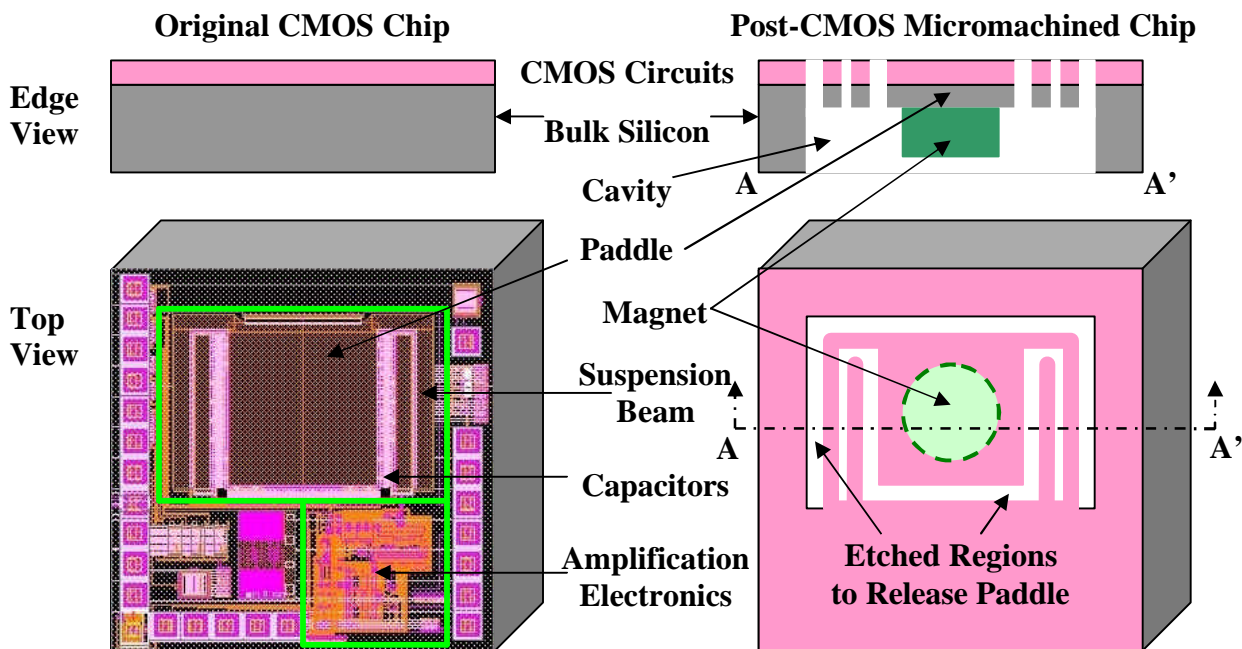 Original CMOS Chip
Post-CMOS Micromachined Chip
Edge
View
CMOS Circuits
Bulk Silicon
Cavity
A
A’
Paddle
Magnet
Top
View
Suspension
Beam
A
A’
Capacitors
Amplification
Electronics
Etched Regions
to Release Paddle